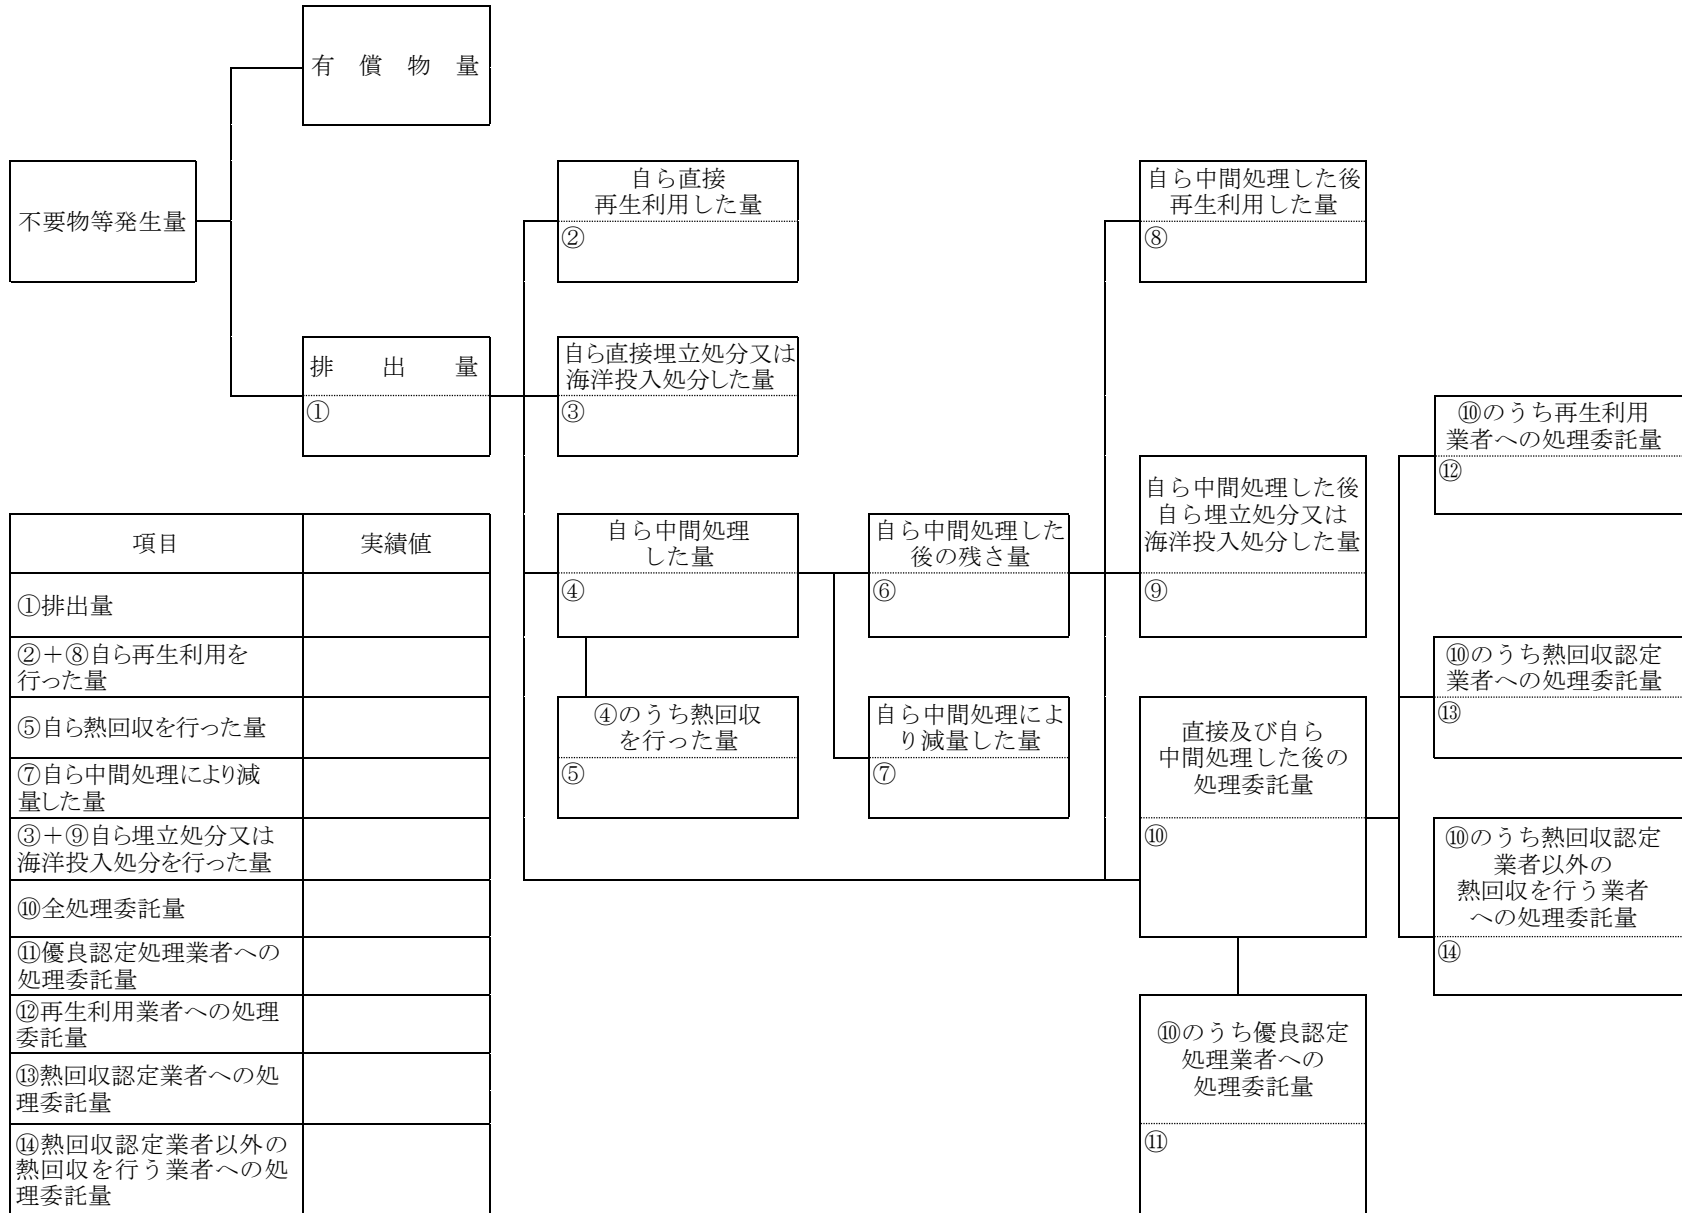 有償物量
不要物等発生量
排出量
①
自ら直接
再生利用した量
②
自ら直接埋立処分又は
海洋投入処分した量
③
自ら中間処理
した量
④
④のうち熱回収
を行った量
⑤
自ら中間処理した
後の残さ量
⑥
自ら中間処理によ
り減量した量
⑦
自ら中間処理した後
再生利用した量
⑧
自ら中間処理した後
自ら埋立処分又は
海洋投入処分した量
⑨
直接及び自ら
中間処理した後の
処理委託量
⑩
⑩のうち優良認定
処理業者への
処理委託量
⑪
⑩のうち再生利用
業者への処理委託量
⑫
⑩のうち熱回収認定
業者への処理委託量
⑬
⑩のうち熱回収認定
業者以外の
熱回収を行う業者
への処理委託量
⑭
項目 実績値
①排出量
②+⑧自ら再生利用を
行った量
⑤自ら熱回収を行った量
⑦自ら中間処理により減
量した量
③+⑨自ら埋立処分又は
海洋投入処分を行った量
⑩全処理委託量
⑪優良認定処理業者への
処理委託量
⑫再生利用業者への処理
委託量
⑬熱回収認定業者への処
理委託量
⑭熱回収認定業者以外の
熱回収を行う業者への処
理委託量